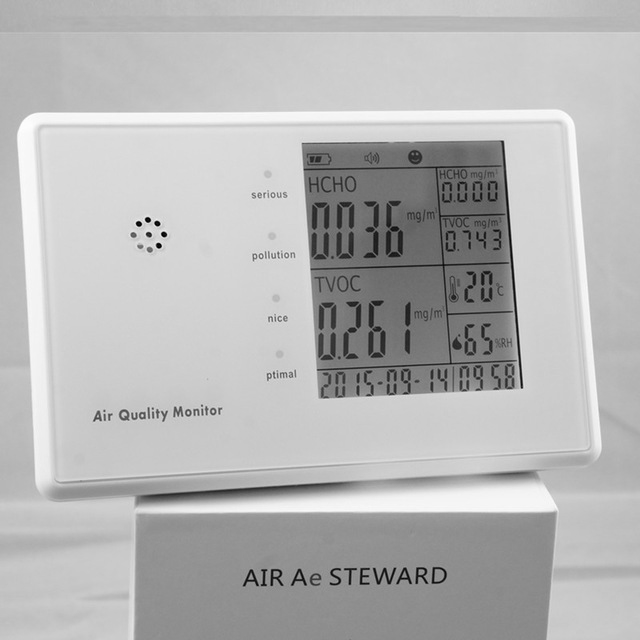 serious
pollution
nice
ptimal
Air Quality Monitor
HCHO
0.036 mg/m³
TVOC
0.261 mg/m³
HCHO mg/m³
0.000
TVOC mg/m³
0.743
20℃
65%RH
2015-09-14 09:58
AIR Ae STEWARD